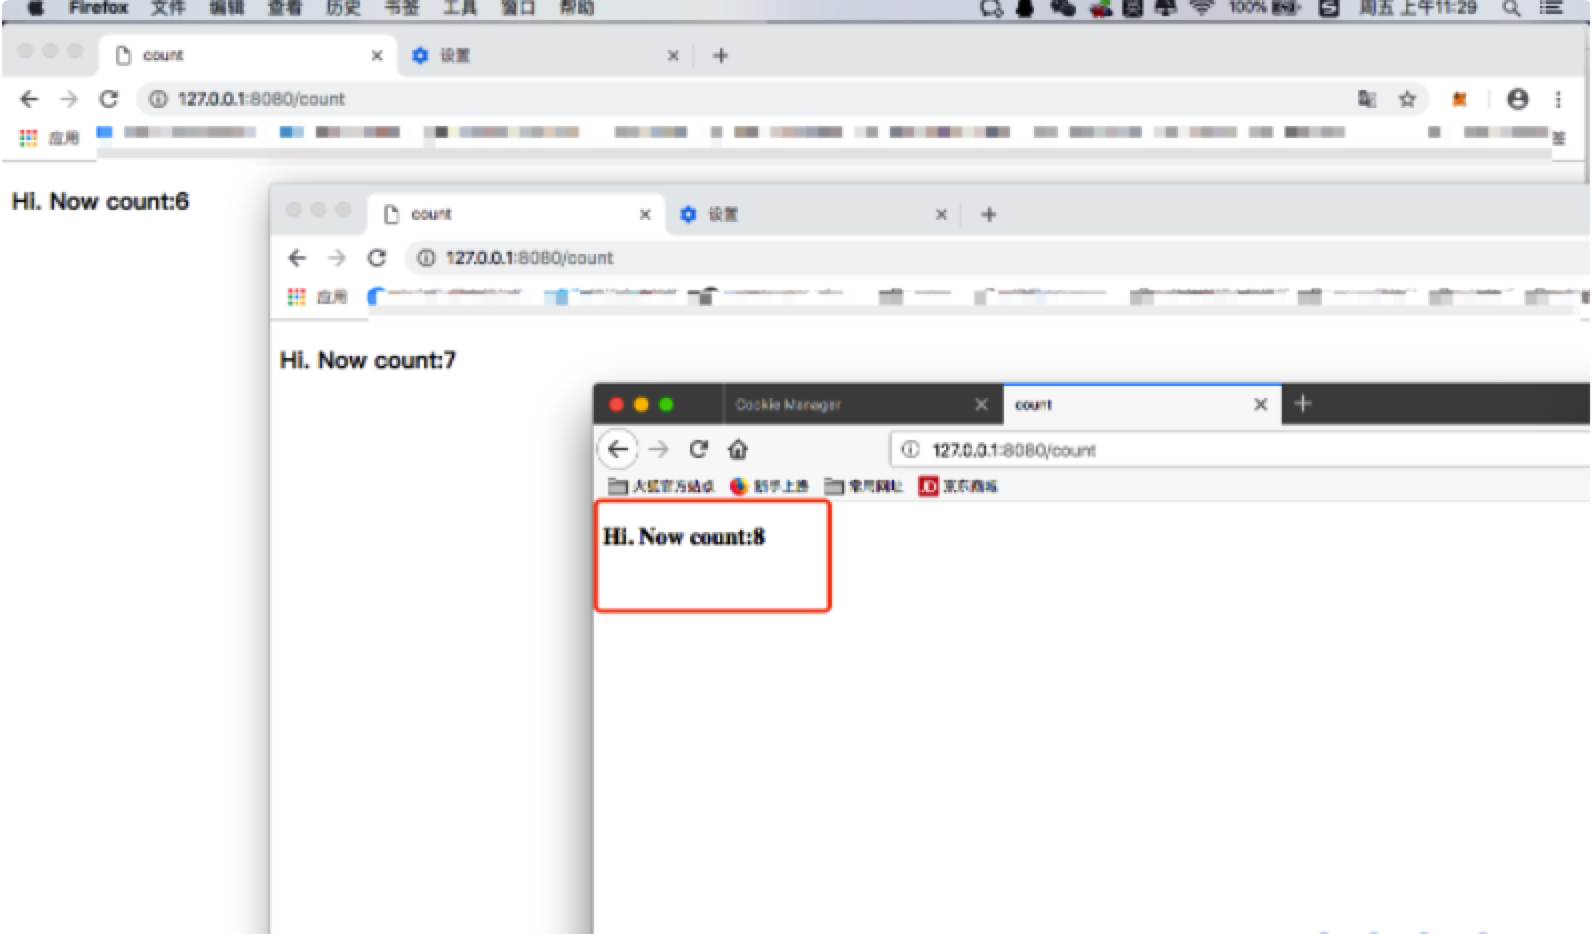 Firefox 文件 编辑 查看 历史 书签 工具 窗口 帮助 100% 周五 上午11:29
count 设置
127.0.0.1:8080/count
应用 签
Hi. Now count:6
count 设置
127.0.0.1:8080/count
应用
Hi. Now count:7
Cookie Manager count
127.0.0.1:8080/count
火狐官方站点 新手上路 常用网址 JD 京东商城
Hi. Now count:8